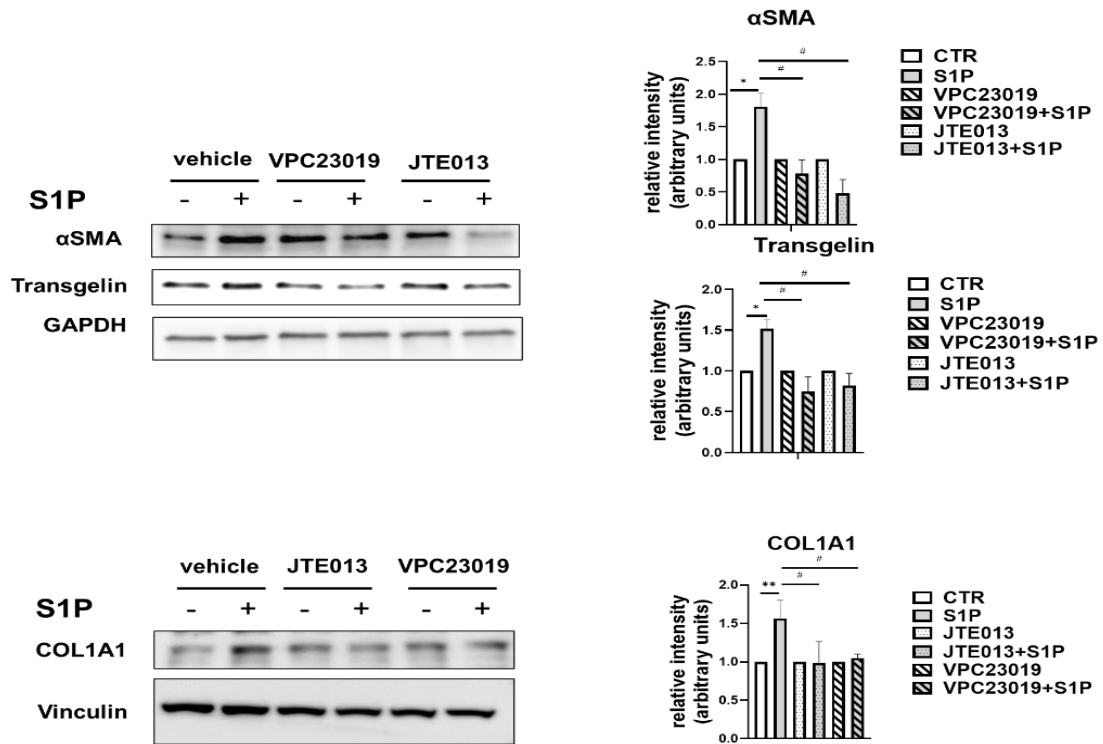 vehicle VPC23019 JTE013
S1P - + - + - +
αSMA
Transgelin
GAPDH
αSMA
relative intensity
(arbitrary units)
2.5
2.0
1.5
1.0
0.5
0.0
* # #
CTR
S1P
VPC23019
VPC23019+S1P
JTE013
JTE013+S1P
Transgelin
relative intensity
(arbitrary units)
2.0
1.5
1.0
0.5
0.0
* # #
CTR
S1P
VPC23019
VPC23019+S1P
JTE013
JTE013+S1P
vehicle JTE013 VPC23019
S1P - + - + - +
COL1A1
Vinculin
COL1A1
relative intensity
(arbitrary units)
2.0
1.5
1.0
0.5
0.0
** # #
CTR
S1P
JTE013
JTE013+S1P
VPC23019
VPC23019+S1P